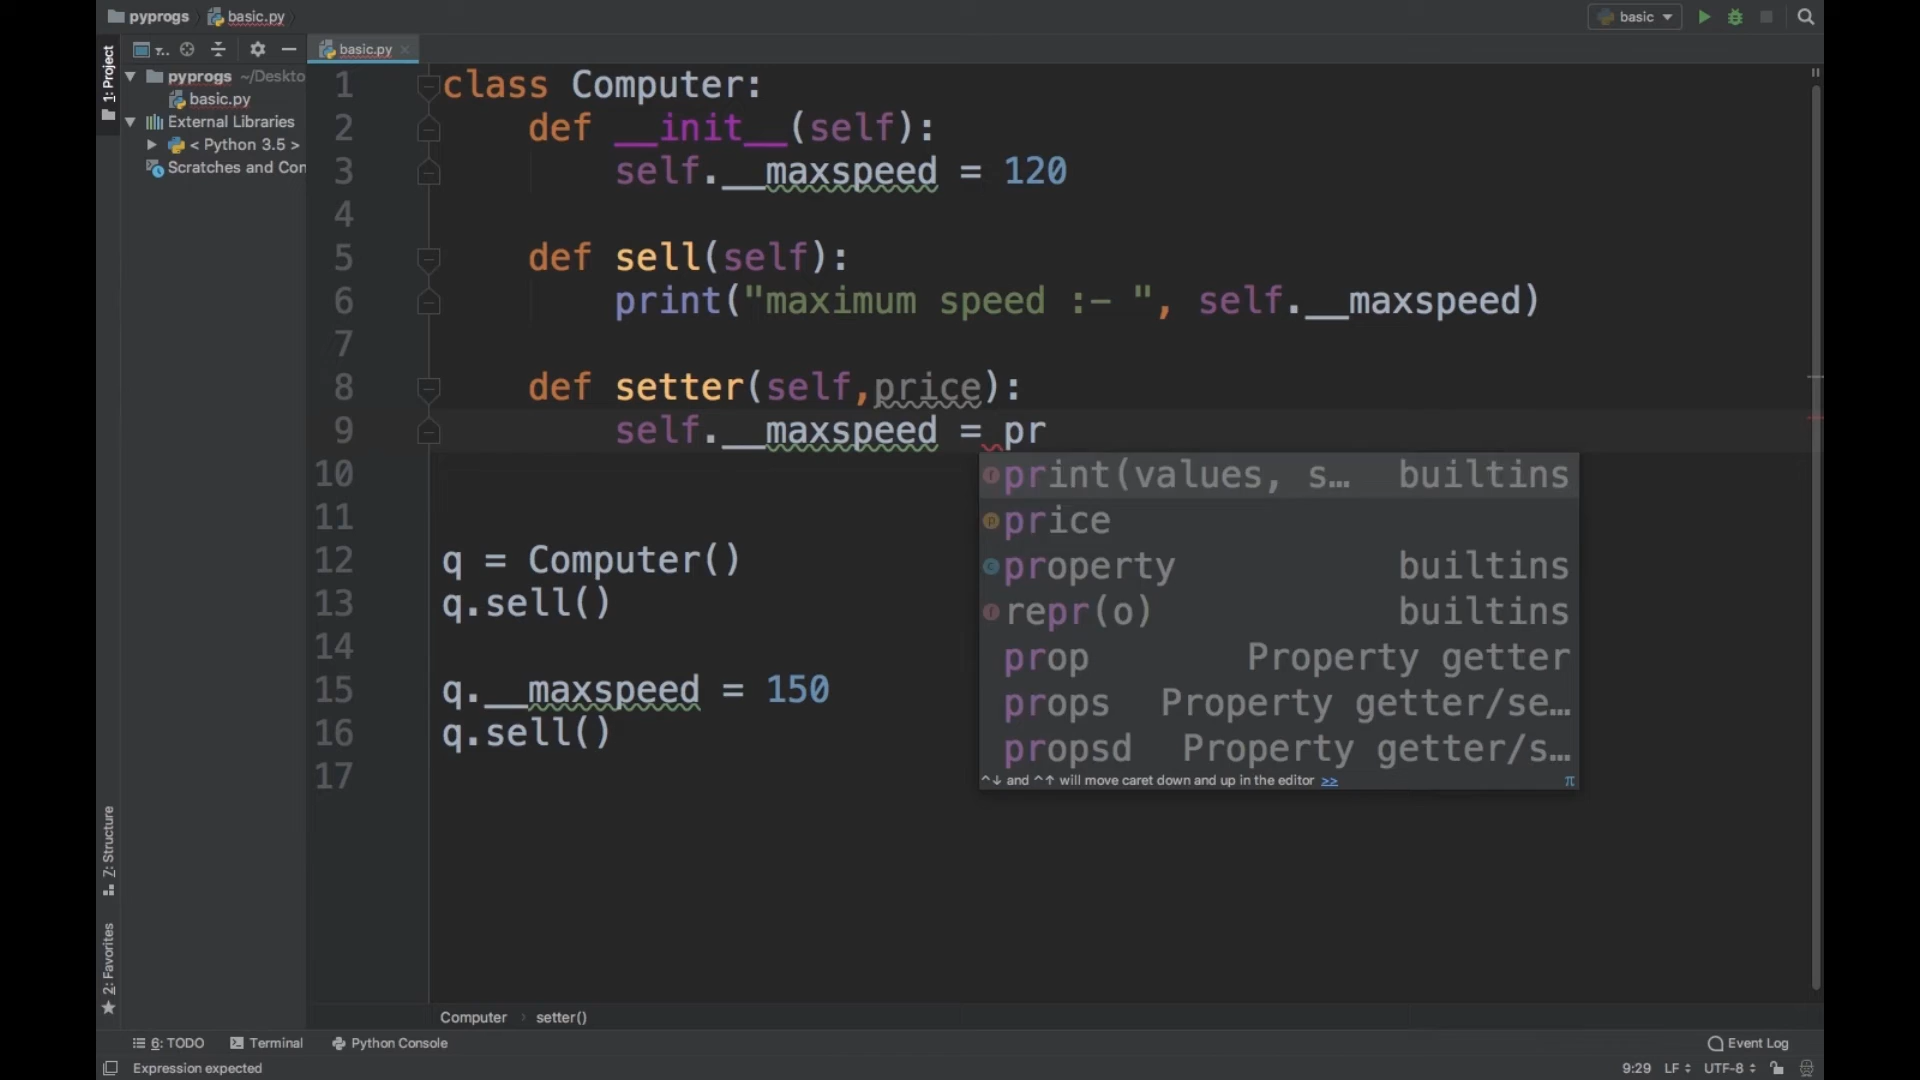 pyprogs basic.py basic
1: Project
basic.py
pyprogs ~/Deskto
basic.py
External Libraries
< Python 3.5 >
Scratches and Con
1 class Computer:
2 def __init__(self):
3 self.__maxspeed = 120
4
5 def sell(self):
6 print("maximum speed :- ", self.__maxspeed)
7
8 def setter(self,price):
9 self.__maxspeed = pr
10
11
12 q = Computer()
13 q.sell()
14
15 q.__maxspeed = 150
16 q.sell()
17
print(values, s… builtins
price
property builtins
repr(o) builtins
prop Property getter
props Property getter/se…
propsd Property getter/s…
^↓ and ^↑ will move caret down and up in the editor >> π
Z: Structure
2: Favorites
Computer › setter()
6: TODO Terminal Python Console Event Log
Expression expected 9:29 LF UTF-8